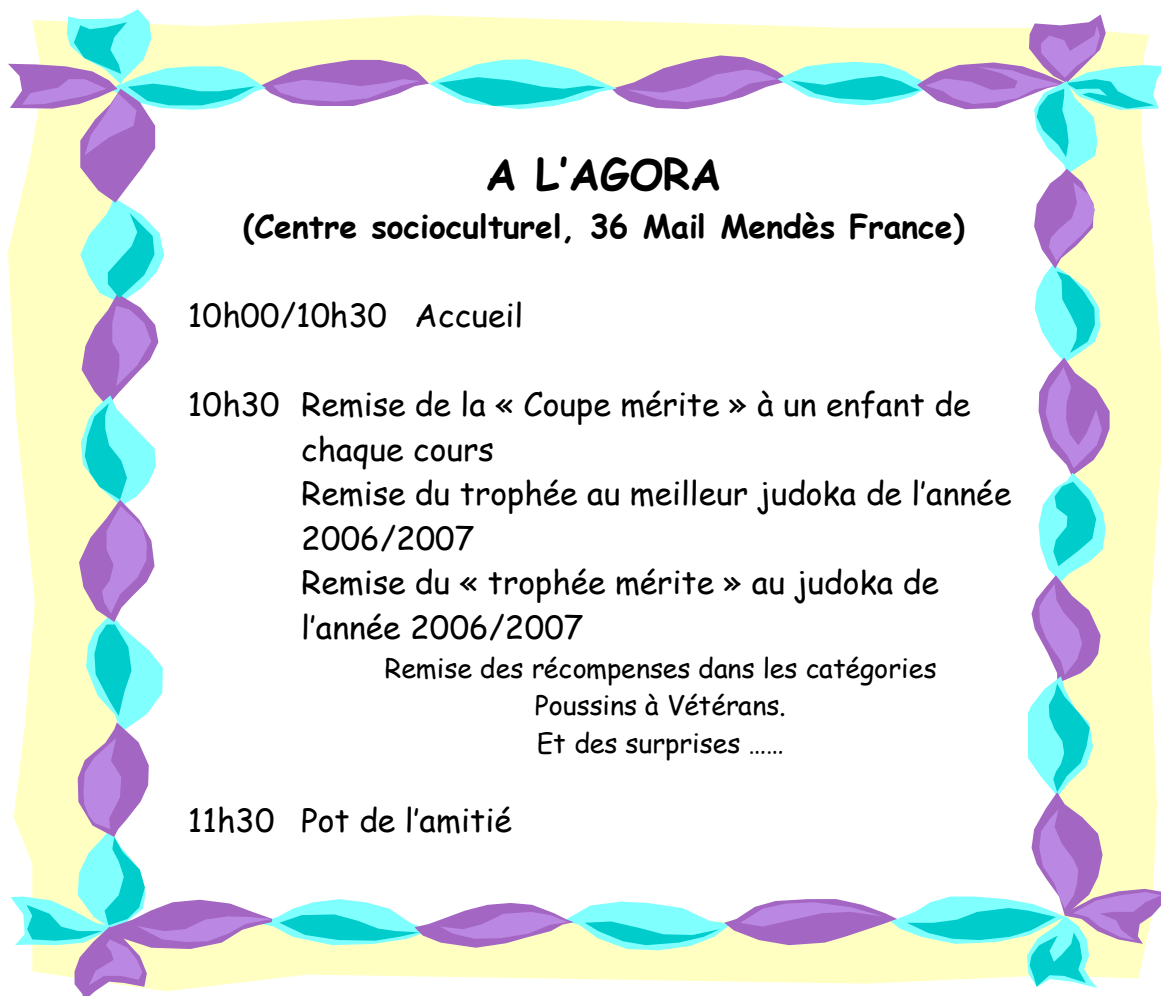 A L'AGORA
(Centre socioculturel, 36 Mail Mendès France)
10h00/10h30 Accueil
10h30 Remise de la « Coupe mérite » à un enfant de
chaque cours
Remise du trophée au meilleur judoka de l'année
2006/2007
Remise du « trophée mérite » au judoka de
l'année 2006/2007
Remise des récompenses dans les catégories
Poussins à Vétérans.
Et des surprises ……
11h30 Pot de l'amitié